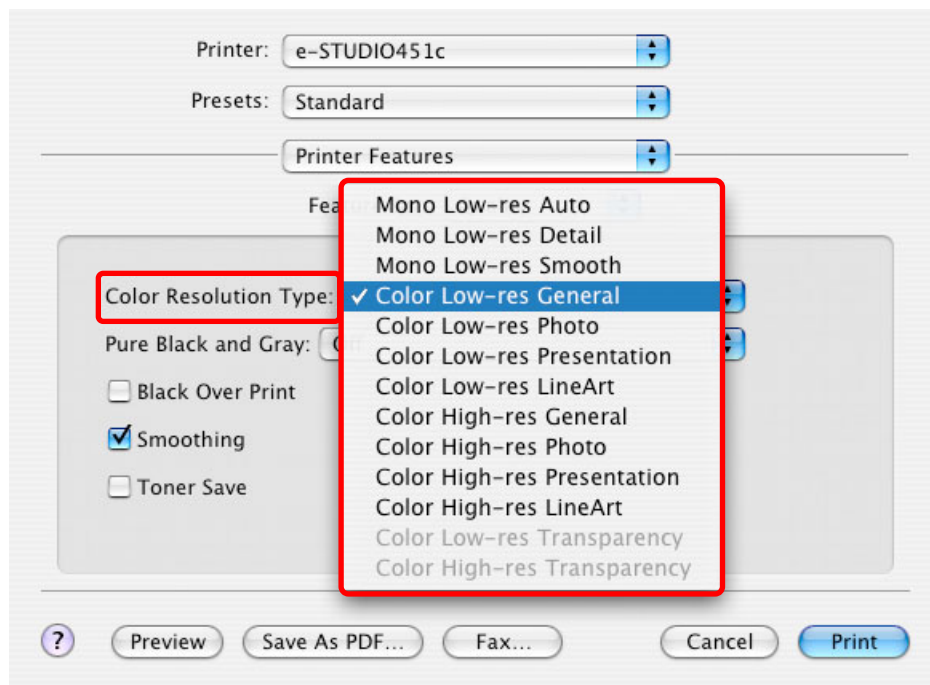 Printer: e-STUDIO451c
Presets: Standard
Printer Features
Mono Low-res Auto
Mono Low-res Detail
Mono Low-res Smooth
Color Resolution Type: ✓ Color Low-res General
Color Low-res Photo
Pure Black and Gray:
Color Low-res Presentation
Black Over Print
Color Low-res LineArt
Color High-res General
Smoothing
Color High-res Photo
Color High-res Presentation
Toner Save
Color High-res LineArt
Color Low-res Transparency
Color High-res Transparency
? Preview Save As PDF... Fax... Cancel Print